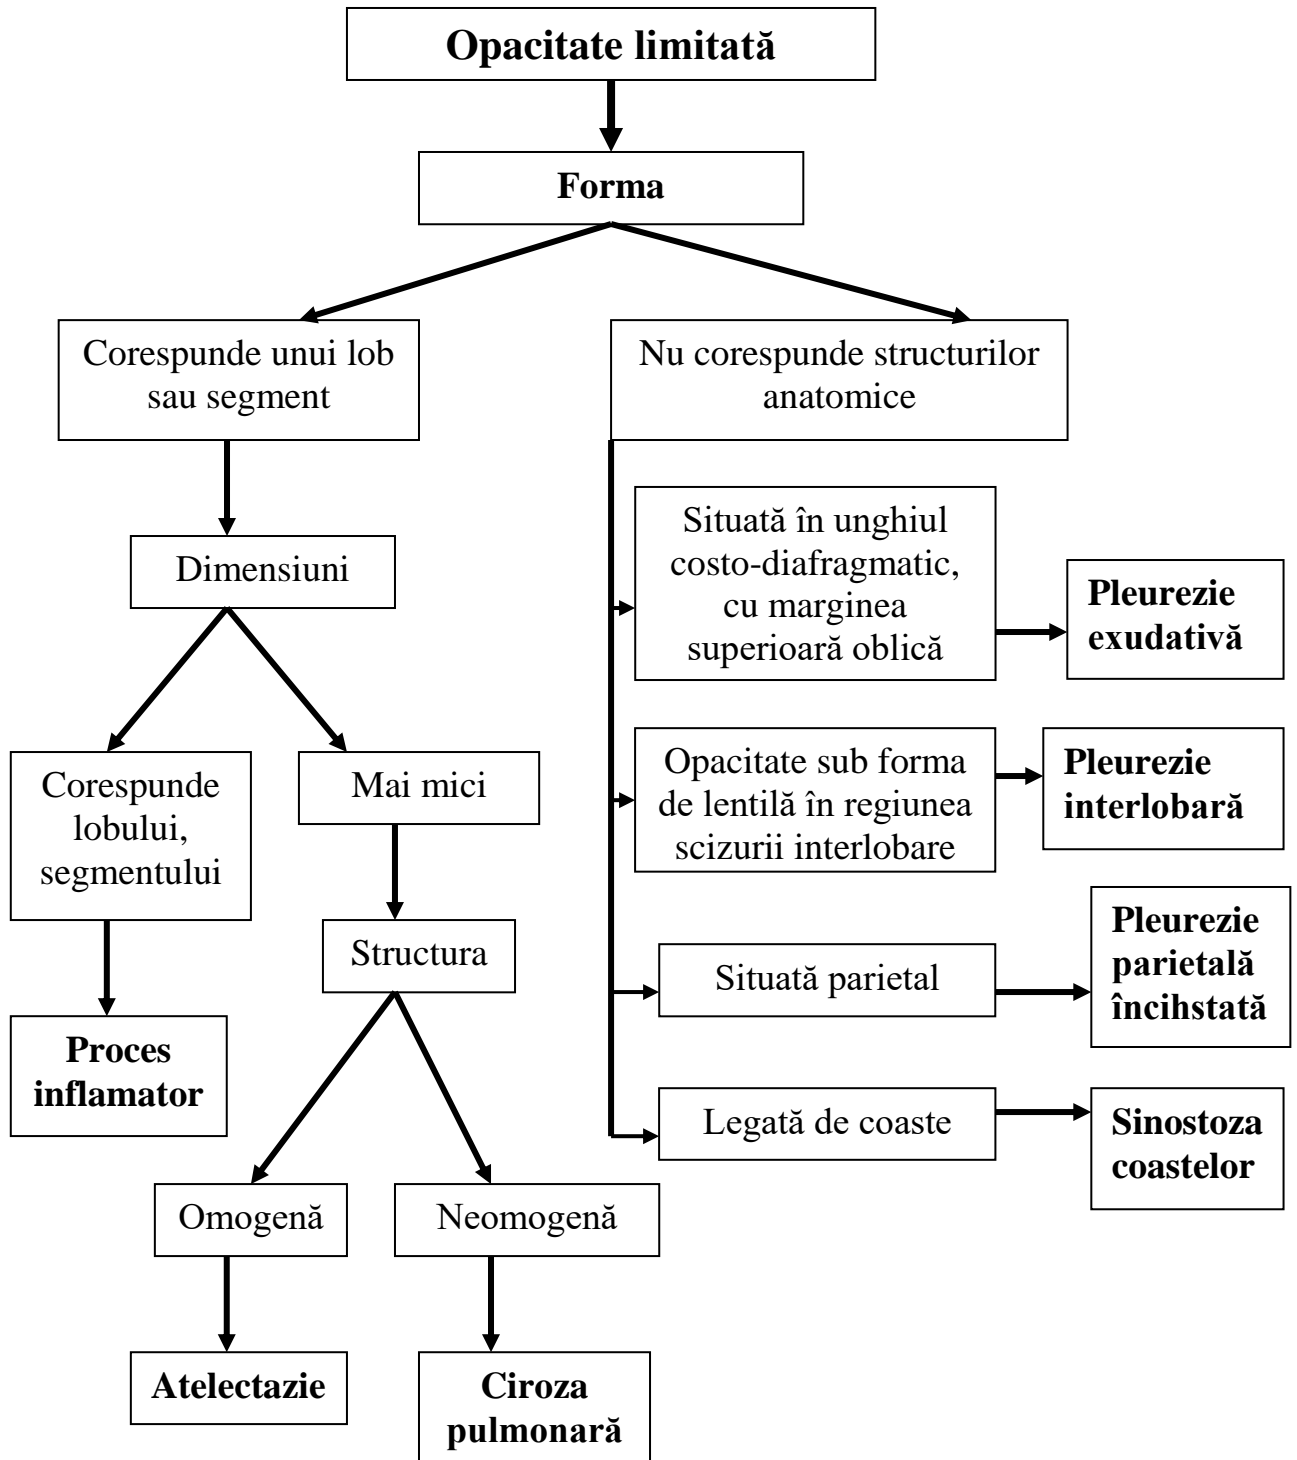 Opacitate limitată
Forma
Corespunde unui lob
sau segment
Nu corespunde structurilor
anatomice
Situată în unghiul
costo-diafragmatic,
cu marginea
superioară oblică
Pleurezie
exudativă
Dimensiuni
Corespunde
lobului,
segmentului
Mai mici
Opacitate sub forma
de lentilă în regiunea
scizurii interlobare
Pleurezie
interlobară
Structura
Situată parietal
Pleurezie
parietală
încihstată
Proces
inflamator
Legată de coaste
Sinostoza
coastelor
Omogenă
Neomogenă
Atelectazie
Ciroza
pulmonară